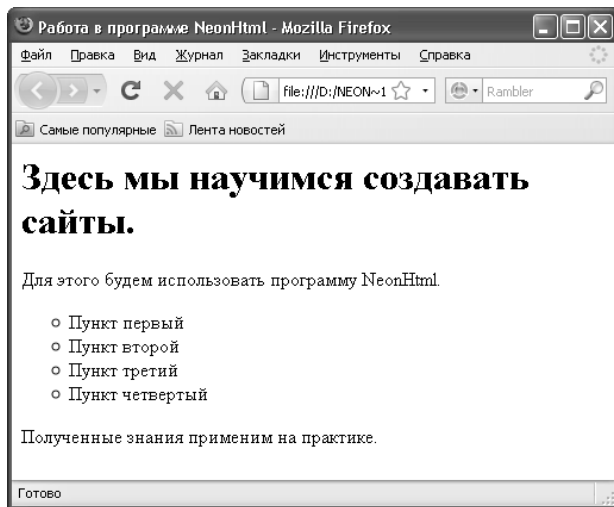 Работа в программе NeonHtml - Mozilla Firefox
Файл Правка Вид Журнал Закладки Инструменты Справка
file:///D:/NEON~1 Rambler
Самые популярные Лента новостей
Здесь мы научимся создавать
сайты.
Для этого будем использовать программу NeonHtml.
Пункт первый
Пункт второй
Пункт третий
Пункт четвертый
Полученные знания применим на практике.
Готово